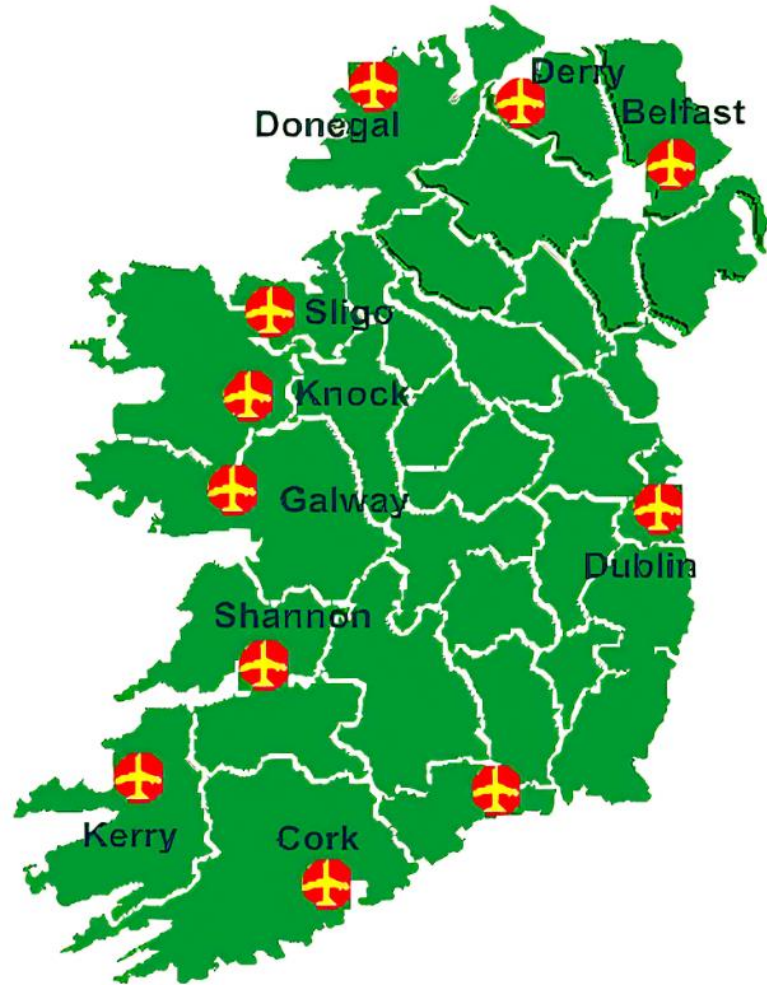 Derry
Belfast
Donegal
Sligo
Knock
Galway
Dublin
Shannon
Kerry
Cork